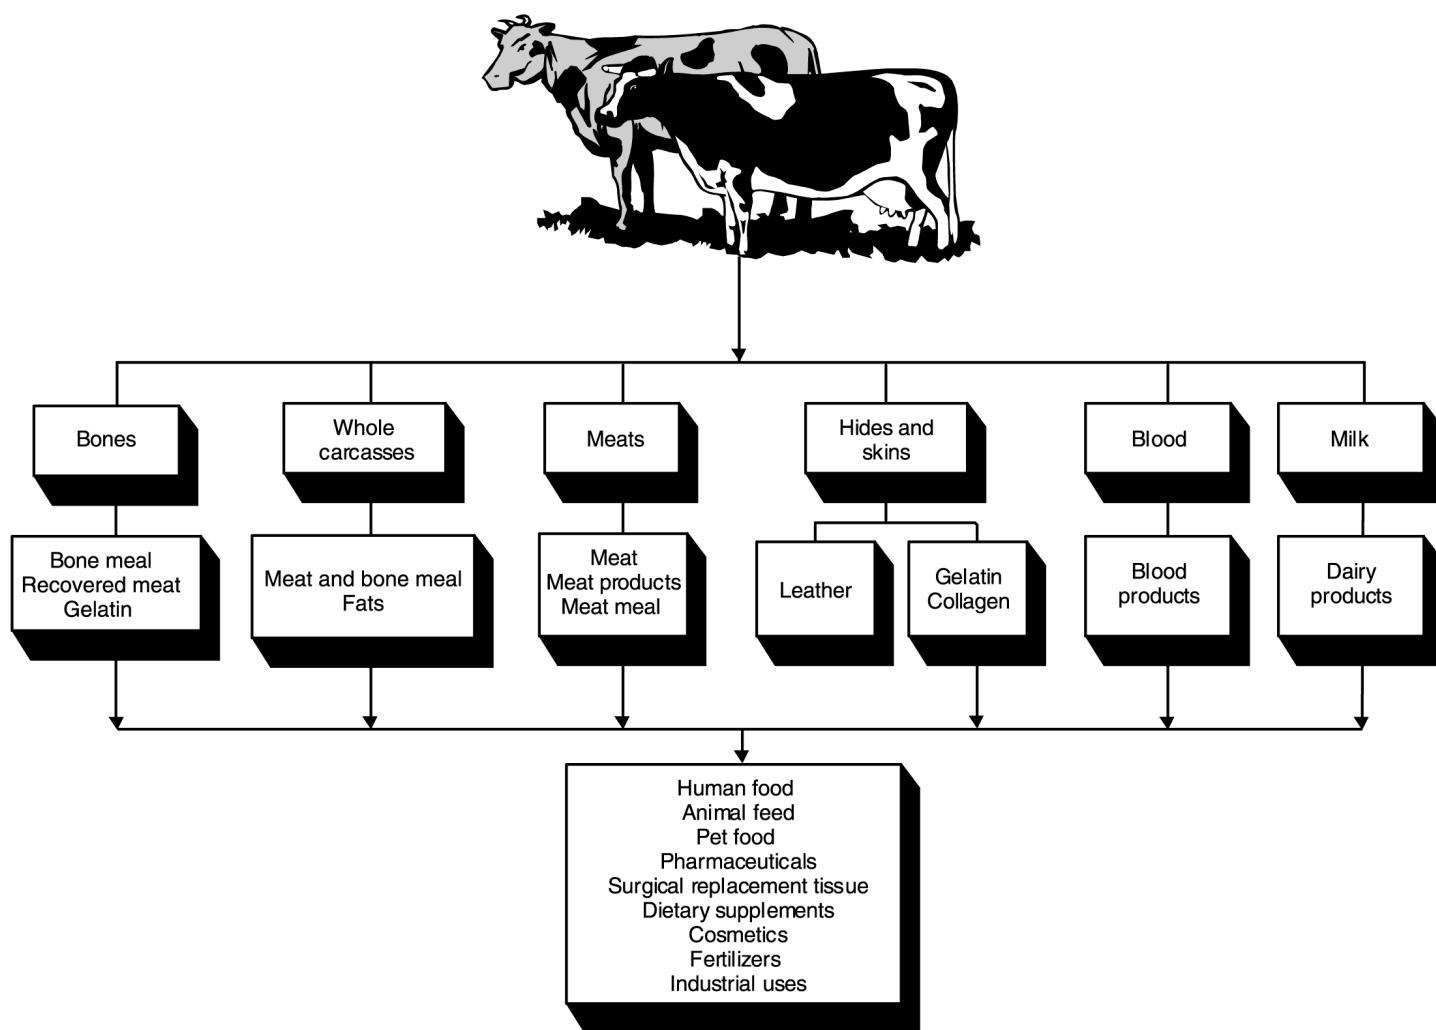 Bones
Whole
carcasses
Meats
Hides and
skins
Blood
Milk
Bone meal
Recovered meat
Gelatin
Meat and bone meal
Fats
Meat
Meat products
Meat meal
Leather
Gelatin
Collagen
Blood
products
Dairy
products
Human food
Animal feed
Pet food
Pharmaceuticals
Surgical replacement tissue
Dietary supplements
Cosmetics
Fertilizers
Industrial uses